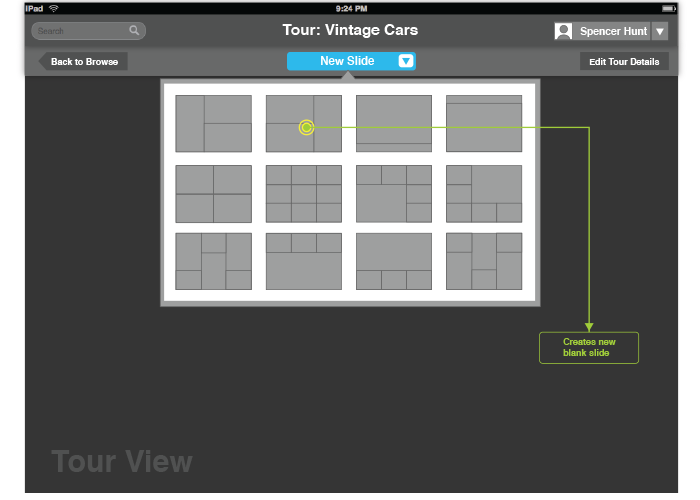 iPad 9:24 PM
Tour: Vintage Cars
Search
Spencer Hunt
Back to Browse
New Slide
Edit Tour Details
Creates new
blank slide
Tour View